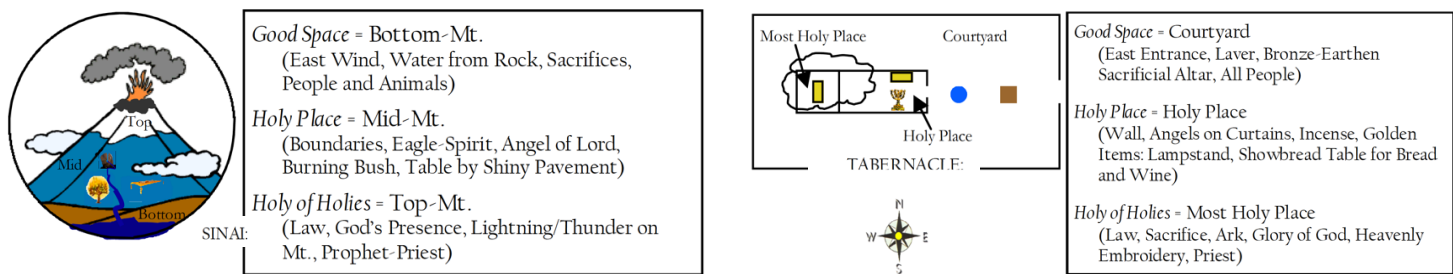 Top
Mid
Bottom
SINAI:
Good Space = Bottom-Mt.
(East Wind, Water from Rock, Sacrifices,
People and Animals)
Holy Place = Mid-Mt.
(Boundaries, Eagle-Spirit, Angel of Lord,
Burning Bush, Table by Shiny Pavement)
Holy of Holies = Top-Mt.
(Law, God's Presence, Lightning/Thunder on
Mt., Prophet-Priest)
Most Holy Place
Courtyard
Holy Place
TABERNACLE:
N
W E
S
Good Space = Courtyard
(East Entrance, Laver, Bronze-Earthen
Sacrificial Altar, All People)
Holy Place = Holy Place
(Wall, Angels on Curtains, Incense, Golden
Items: Lampstand, Showbread Table for Bread
and Wine)
Holy of Holies = Most Holy Place
(Law, Sacrifice, Ark, Glory of God, Heavenly
Embroidery, Priest)